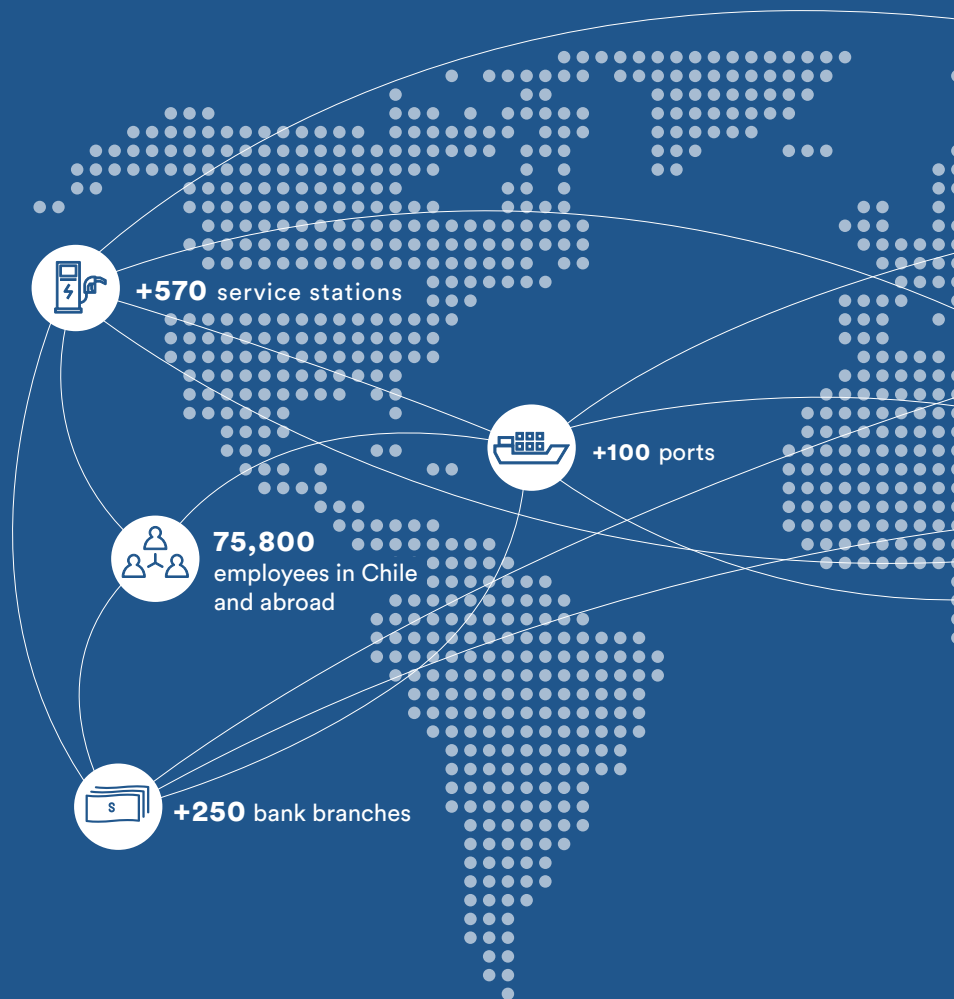 +570 service stations
+100 ports
75,800
employees in Chile
and abroad
$
+250 bank branches